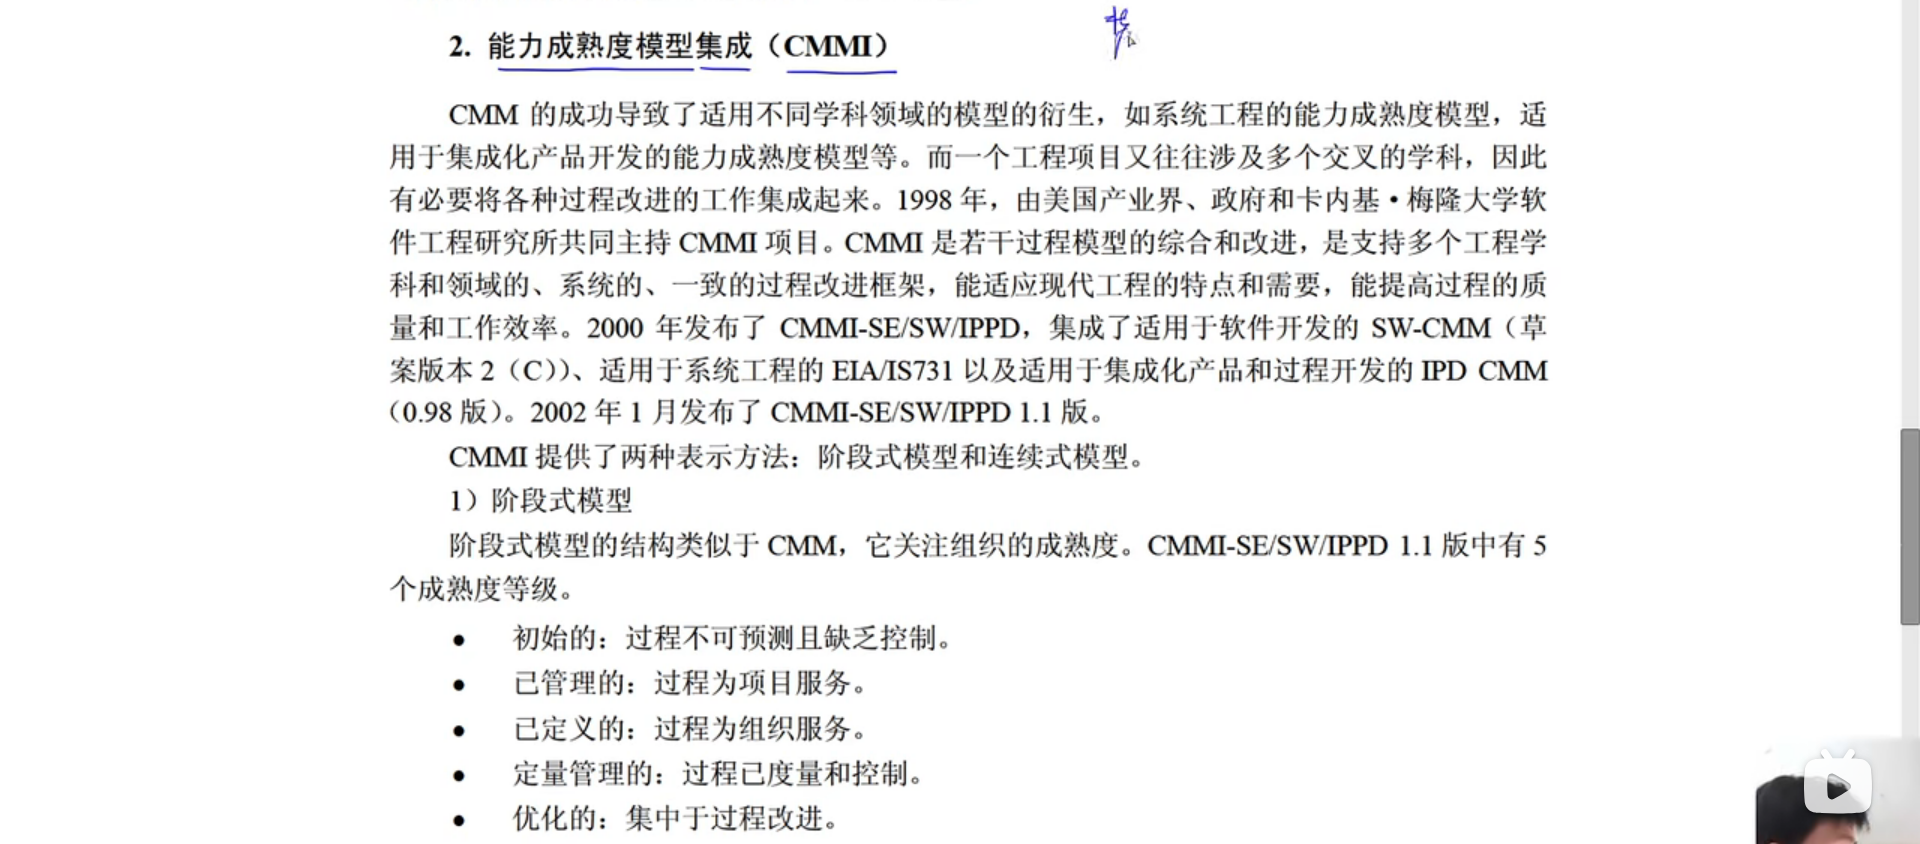 2. 能力成熟度模型集成（CMMI）
CMM 的成功导致了适用不同学科领域的模型的衍生，如系统工程的能力成熟度模型，适
用于集成化产品开发的能力成熟度模型等。而一个工程项目又往往涉及多个交叉的学科，因此
有必要将各种过程改进的工作集成起来。1998 年，由美国产业界、政府和卡内基·梅隆大学软
件工程研究所共同主持 CMMI 项目。CMMI 是若干过程模型的综合和改进，是支持多个工程学
科和领域的、系统的、一致的过程改进框架，能适应现代工程的特点和需要，能提高过程的质
量和工作效率。2000 年发布了 CMMI-SE/SW/IPPD，集成了适用于软件开发的 SW-CMM（草
案版本 2（C））、适用于系统工程的 EIA/IS731 以及适用于集成化产品和过程开发的 IPD CMM
（0.98 版）。2002 年 1 月发布了 CMMI-SE/SW/IPPD 1.1 版。
CMMI 提供了两种表示方法：阶段式模型和连续式模型。
1）阶段式模型
阶段式模型的结构类似于 CMM，它关注组织的成熟度。CMMI-SE/SW/IPPD 1.1 版中有 5
个成熟度等级。
● 初始的：过程不可预测且缺乏控制。
● 已管理的：过程为项目服务。
● 已定义的：过程为组织服务。
● 定量管理的：过程已度量和控制。
● 优化的：集中于过程改进。